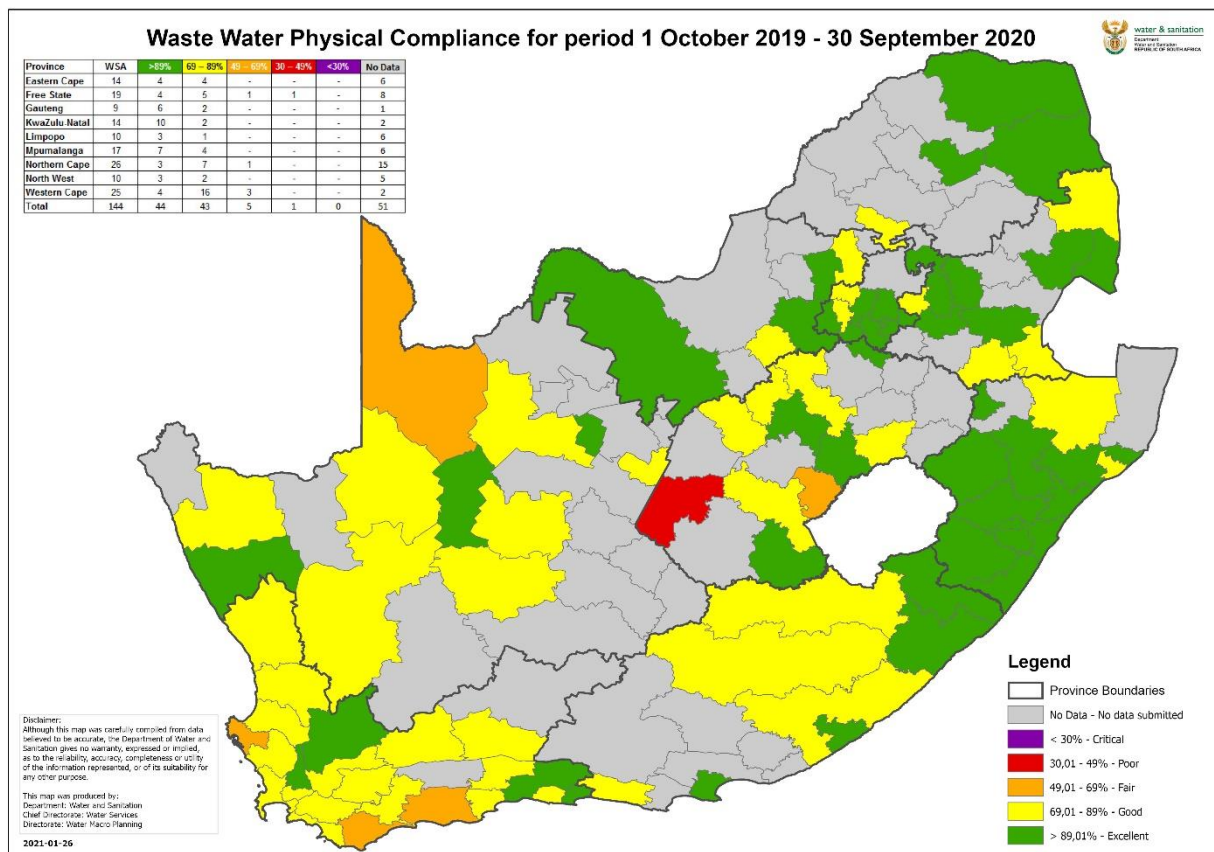 Waste Water Physical Compliance for period 1 October 2019 - 30 September 2020
water & sanitation
Department:
Water and Sanitation
REPUBLIC OF SOUTH AFRICA
Province WSA >89% 69 – 89% 49 – 69% 30 – 49% <30% No Data
Eastern Cape 14 4 4 - - - 6
Free State 19 4 5 1 1 - 8
Gauteng 9 6 2 - - - 1
KwaZulu-Natal 14 10 2 - - - 2
Limpopo 10 3 1 - - - 6
Mpumalanga 17 7 4 - - - 6
Northern Cape 26 3 7 1 - - 15
North West 10 3 2 - - - 5
Western Cape 25 4 16 3 - - 2
Total 144 44 43 5 1 0 51
Legend
Province Boundaries
No Data - No data submitted
< 30% - Critical
30,01 - 49% - Poor
49,01 - 69% - Fair
69,01 - 89% - Good
> 89,01% - Excellent
Disclaimer:
Although this map was carefully compiled from data
believed to be accurate, the Department of Water and
Sanitation gives no warranty, expressed or implied,
as to the reliability, accuracy, completeness or utility
of the information represented, or of its suitability for
any other purpose.
This map was produced by:
Department: Water and Sanitation
Chief Directorate: Water Services
Directorate: Water Macro Planning
2021-01-26